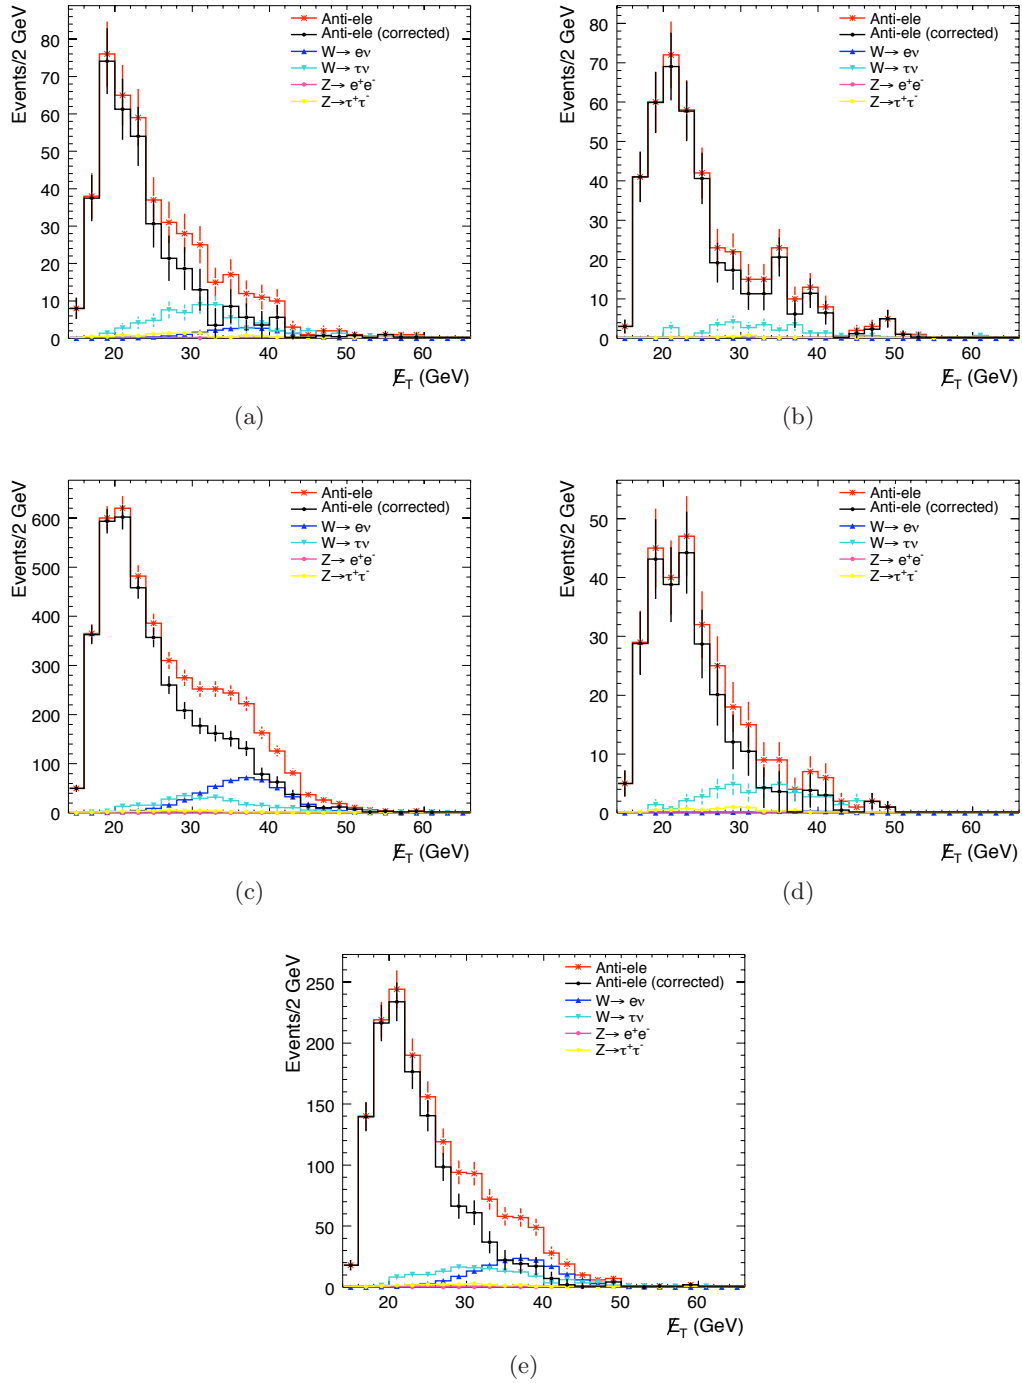 Events/2 GeV
80
70
60
50
40
30
20
10
0
Anti-ele
Anti-ele (corrected)
W→ eν
W→ τν
Z→ e⁺e⁻
Z→τ⁺τ⁻
20 30 40 50 60
E̸_T (GeV)
(a)
Events/2 GeV
80
70
60
50
40
30
20
10
0
Anti-ele
Anti-ele (corrected)
W→ eν
W→ τν
Z→ e⁺e⁻
Z→τ⁺τ⁻
20 30 40 50 60
E̸_T (GeV)
(b)
Events/2 GeV
600
500
400
300
200
100
0
Anti-ele
Anti-ele (corrected)
W→ eν
W→ τν
Z→ e⁺e⁻
Z→τ⁺τ⁻
20 30 40 50 60
E̸_T (GeV)
(c)
Events/2 GeV
50
40
30
20
10
0
Anti-ele
Anti-ele (corrected)
W→ eν
W→ τν
Z→ e⁺e⁻
Z→τ⁺τ⁻
20 30 40 50 60
E̸_T (GeV)
(d)
Events/2 GeV
250
200
150
100
50
0
Anti-ele
Anti-ele (corrected)
W→ eν
W→ τν
Z→ e⁺e⁻
Z→τ⁺τ⁻
20 30 40 50 60
E̸_T (GeV)
(e)